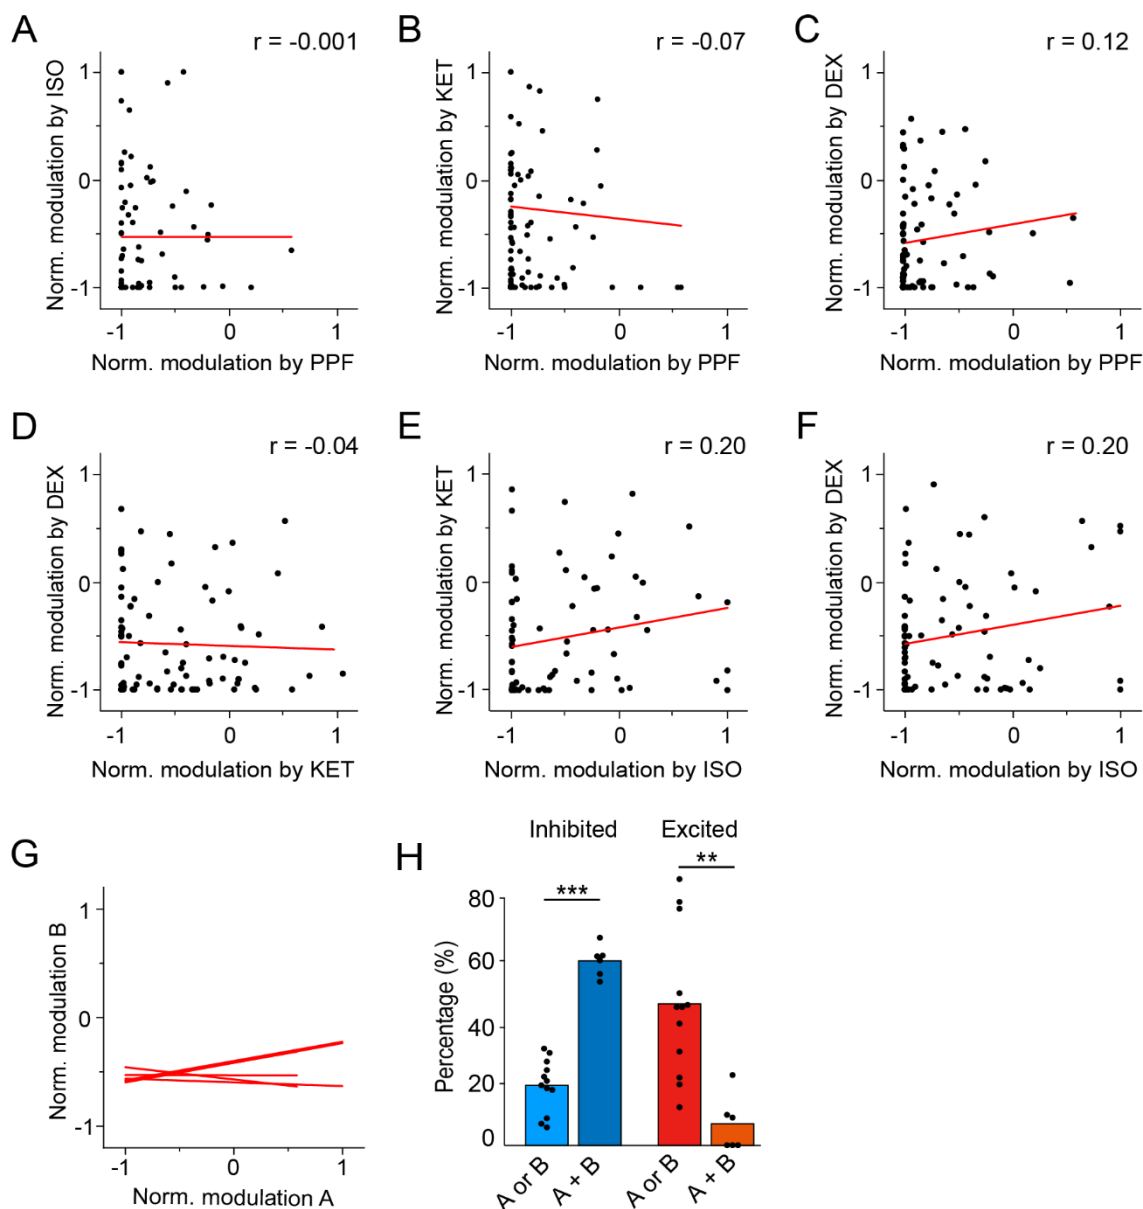 A
r = -0.001
Norm. modulation by ISO
1
0
-1
-1
0
1
Norm. modulation by PPF
B
r = -0.07
Norm. modulation by KET
1
0
-1
-1
0
1
Norm. modulation by PPF
C
r = 0.12
Norm. modulation by DEX
1
0
-1
-1
0
1
Norm. modulation by PPF
D
r = -0.04
Norm. modulation by DEX
1
0
-1
-1
0
1
Norm. modulation by KET
E
r = 0.20
Norm. modulation by KET
1
0
-1
-1
0
1
Norm. modulation by ISO
F
r = 0.20
Norm. modulation by DEX
1
0
-1
-1
0
1
Norm. modulation by ISO
G
Norm. modulation B
1
0
-1
-1
0
1
Norm. modulation A
H
Inhibited
Excited
***
**
Percentage (%)
80
60
40
20
0
A or B
A + B
A or B
A + B